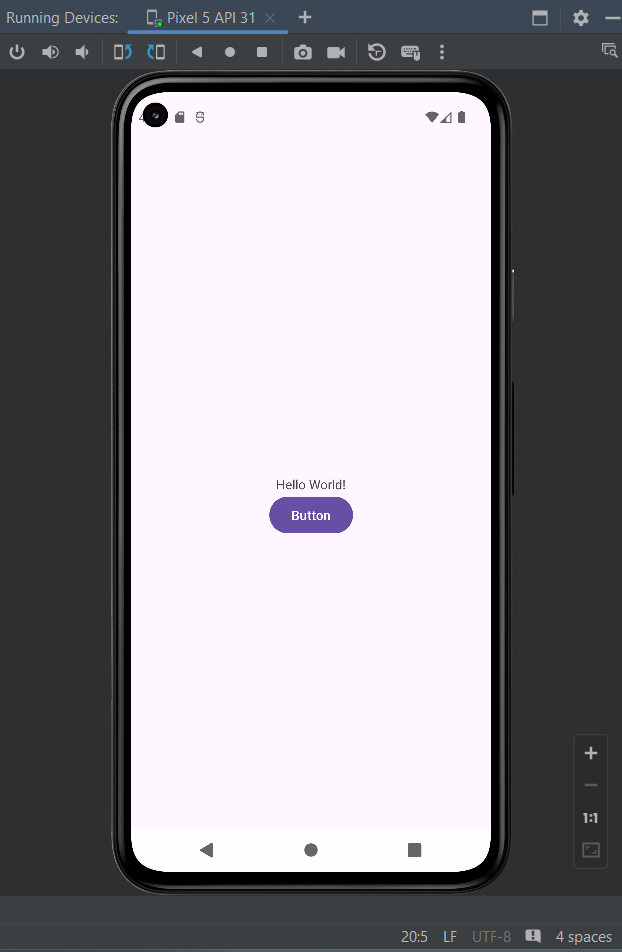 Running Devices: Pixel 5 API 31
Hello World!
Button
1:1
20:5 LF UTF-8 4 spaces